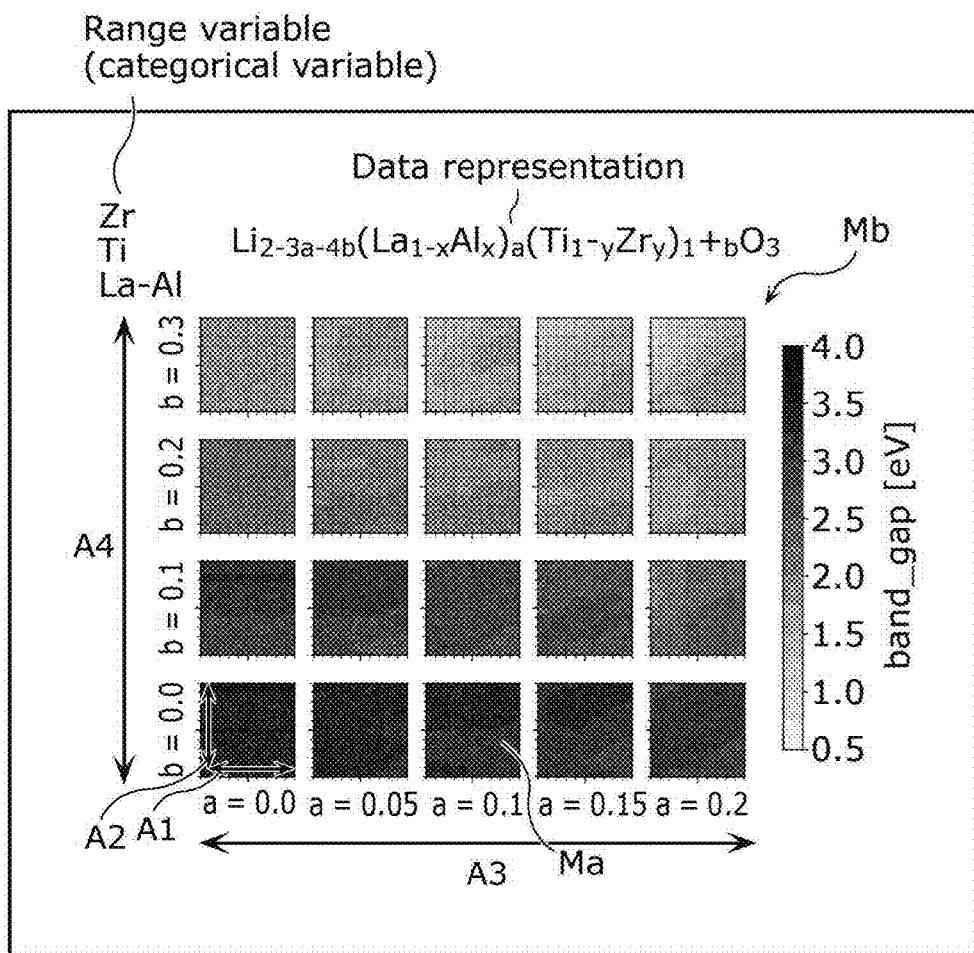 Range variable
(categorical variable)
Data representation
Zr
Ti
La-Al
Li2-3a-4b(La1-xAlx)a(Ti1-yZry)1+bO3
Mb
b = 0.3
b = 0.2
b = 0.1
b = 0.0
A4
4.0
3.5
3.0
2.5
2.0
1.5
1.0
0.5
band_gap [eV]
a = 0.0 a = 0.05 a = 0.1 a = 0.15 a = 0.2
A2 A1
A3
Ma